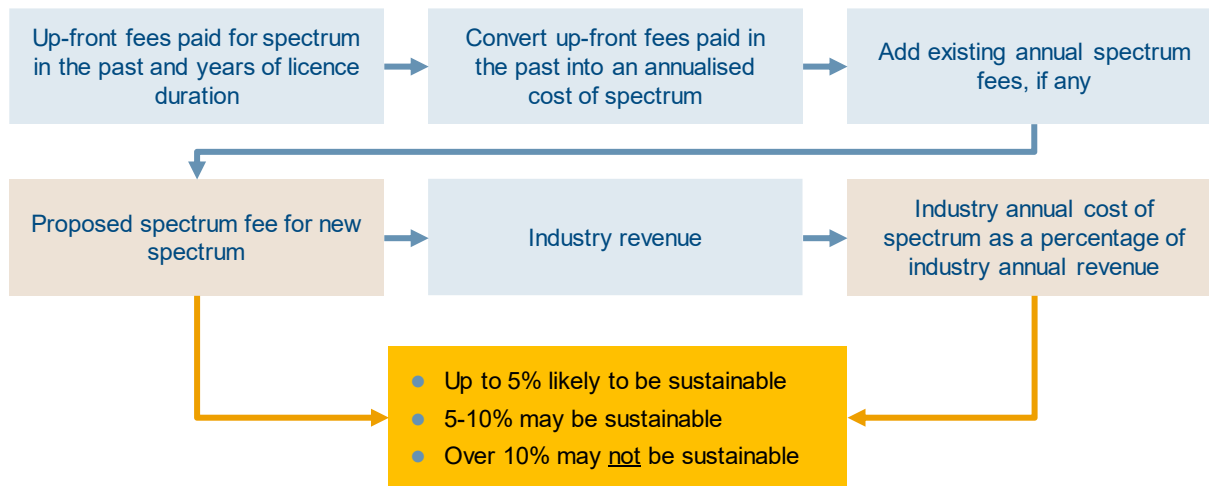 Up-front fees paid for spectrum
in the past and years of licence
duration
Convert up-front fees paid in
the past into an annualised
cost of spectrum
Add existing annual spectrum
fees, if any
Proposed spectrum fee for new
spectrum
Industry revenue
Industry annual cost of
spectrum as a percentage of
industry annual revenue
● Up to 5% likely to be sustainable
● 5-10% may be sustainable
● Over 10% may not be sustainable